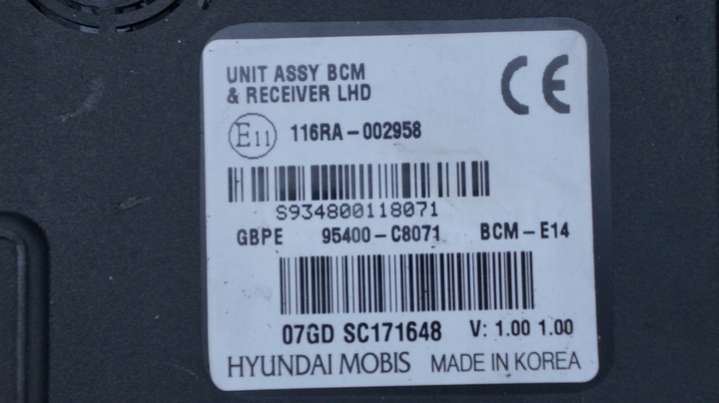 UNIT ASSY BCM
& RECEIVER LHD
CE
E11 116RA-002958
S934800118071
GBPE 95400-C8071 BCM-E14
07GD SC171648 V: 1.00 1.00
HYUNDAI MOBIS MADE IN KOREA